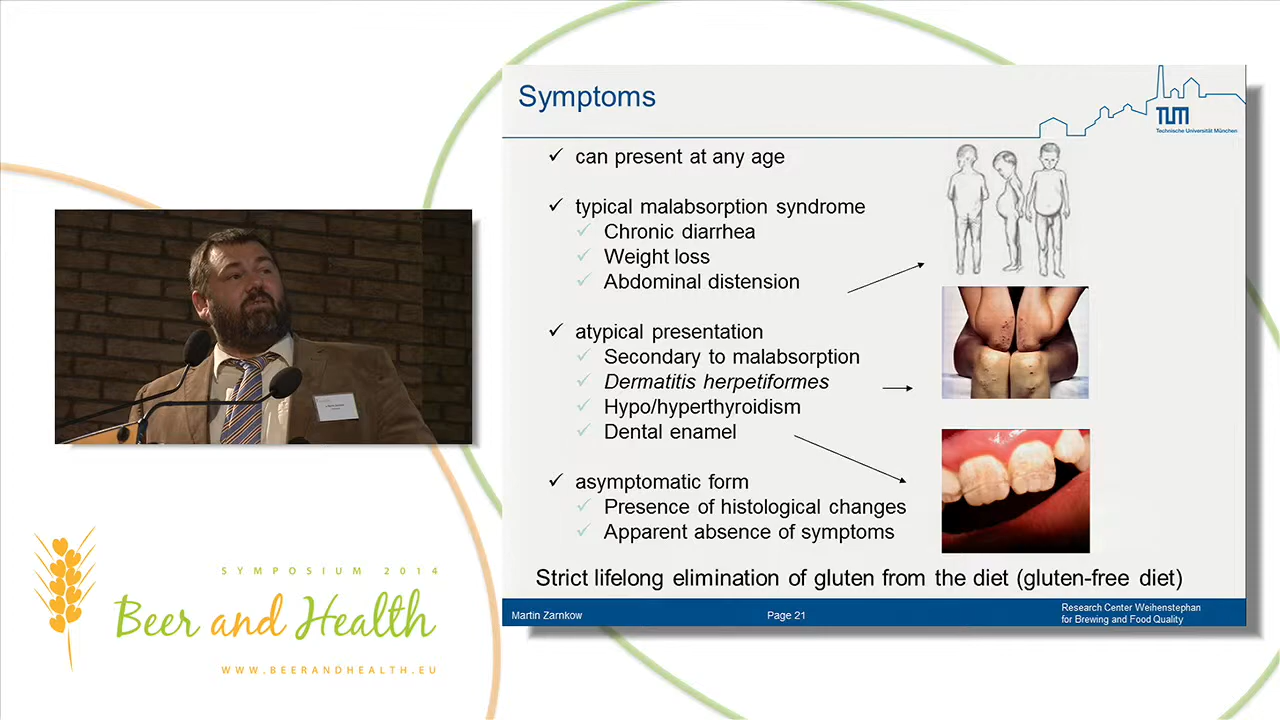 Symptoms
TUM
Technische Universität München
can present at any age
typical malabsorption syndrome
Chronic diarrhea
Weight loss
Abdominal distension
atypical presentation
Secondary to malabsorption
Dermatitis herpetiformes
Hypo/hyperthyroidism
Dental enamel
asymptomatic form
Presence of histological changes
Apparent absence of symptoms
Strict lifelong elimination of gluten from the diet (gluten-free diet)
Martin Zarnkow
Page 21
Research Center Weihenstephan
for Brewing and Food Quality
SYMPOSIUM 2014
Beer and Health
WWW.BEERANDHEALTH.EU